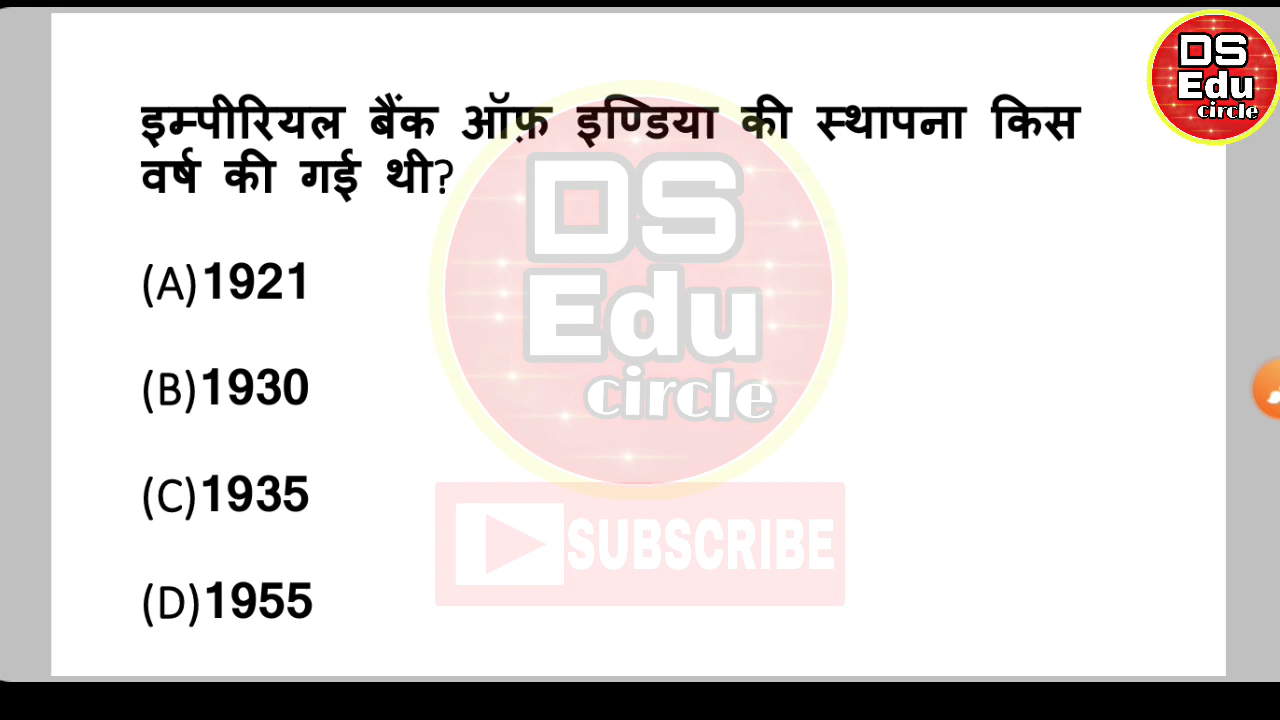 DS
Edu
circle
इम्पीरियल बैंक ऑफ़ इण्डिया की स्थापना किस
वर्ष की गई थी?
DS
Edu
circle
(A)1921
(B)1930
(C)1935
(D)1955
SUBSCRIBE